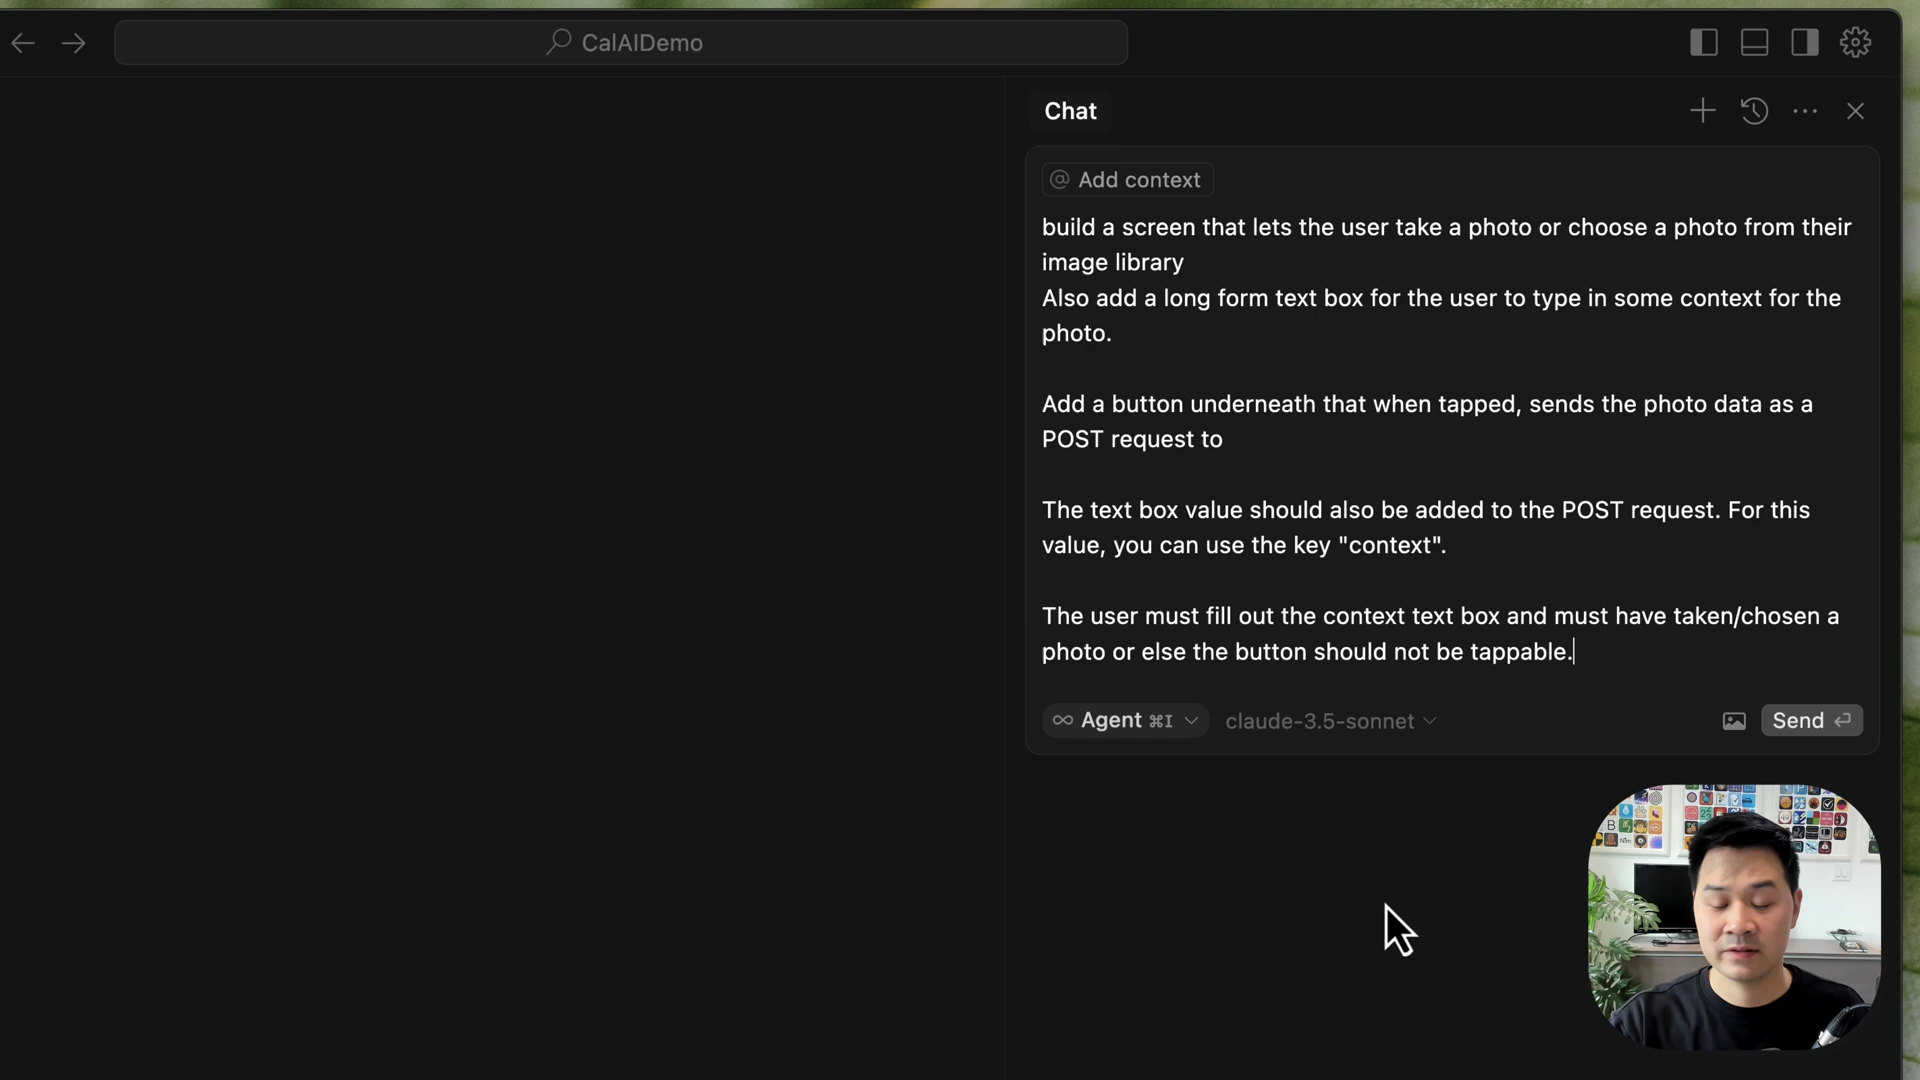 CalAIDemo
Chat
@ Add context
build a screen that lets the user take a photo or choose a photo from their
image library
Also add a long form text box for the user to type in some context for the
photo.
Add a button underneath that when tapped, sends the photo data as a
POST request to
The text box value should also be added to the POST request. For this
value, you can use the key "context".
The user must fill out the context text box and must have taken/chosen a
photo or else the button should not be tappable.
∞ Agent ⌘I
claude-3.5-sonnet
Send ⏎